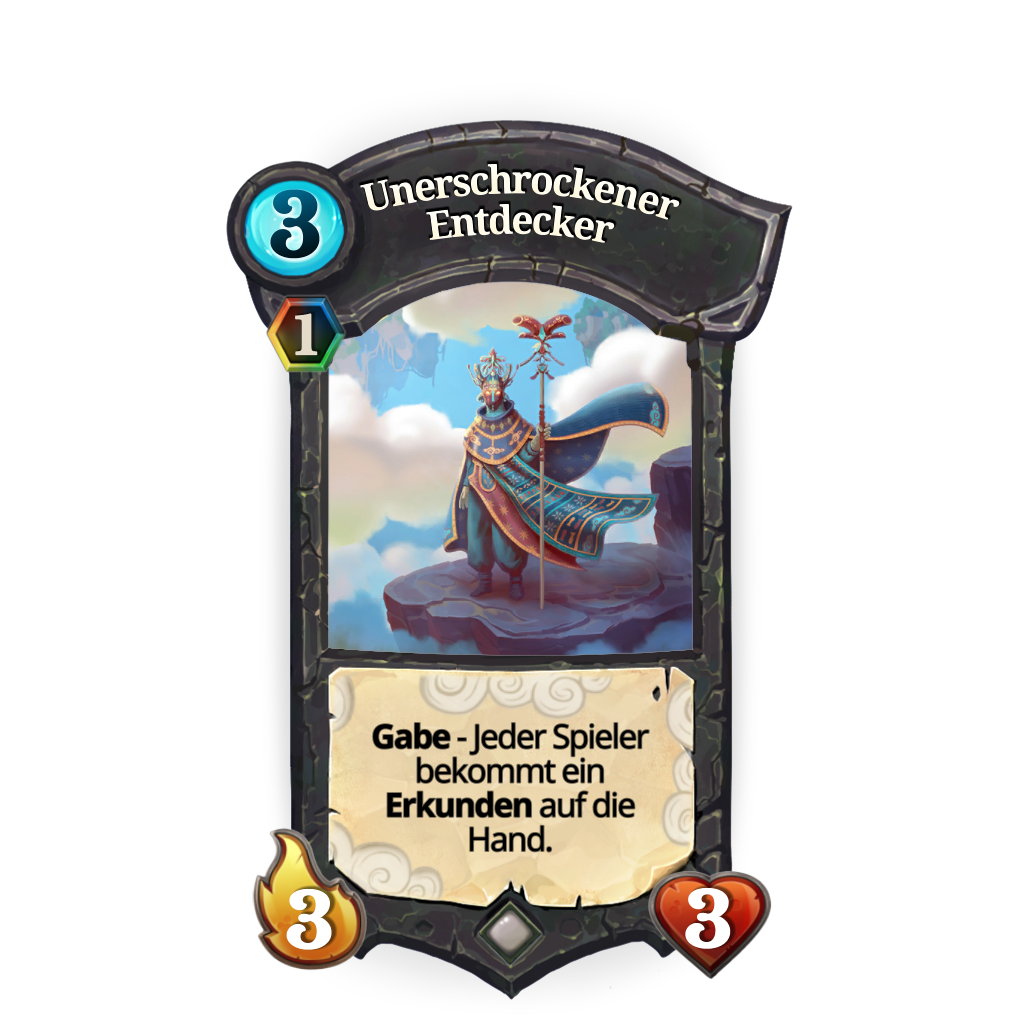 Unerschrockener
Entdecker
3
1
Gabe - Jeder Spieler
bekommt ein
Erkunden auf die
Hand.
3
3